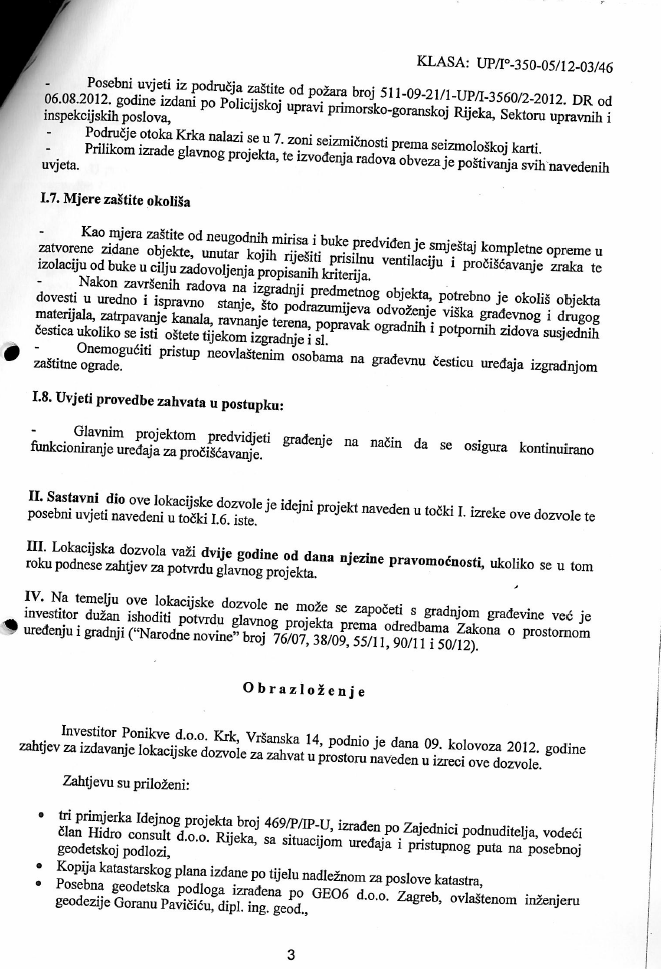 KLASA: UP/I°-350-05/12-03/46
- Posebni uvjeti iz područja zaštite od požara broj 511-09-21/1-UP/I-3560/2-2012. DR od
06.08.2012. godine izdani po Policijskoj upravi primorsko-goranskoj Rijeka, Sektoru upravnih i
inspekcijskih poslova,
- Područje otoka Krka nalazi se u 7. zoni seizmičnosti prema seizmološkoj karti.
- Prilikom izrade glavnog projekta, te izvođenja radova obveza je poštivanja svih navedenih
uvjeta.
I.7. Mjere zaštite okoliša
- Kao mjera zaštite od neugodnih mirisa i buke predviđen je smještaj kompletne opreme u
zatvorene zidane objekte, unutar kojih riješiti prisilnu ventilaciju i pročišćavanje zraka te
izolaciju od buke u cilju zadovoljenja propisanih kriterija.
- Nakon završenih radova na izgradnji predmetnog objekta, potrebno je okoliš objekta
dovesti u uredno i ispravno stanje, što podrazumijeva odvoženje viška građevnog i drugog
materijala, zatrpavanje kanala, ravnanje terena, popravak ogradnih i potpornih zidova susjednih
čestica ukoliko se isti oštete tijekom izgradnje i sl.
- Onemogućiti pristup neovlaštenim osobama na građevnu česticu uređaja izgradnjom
zaštitne ograde.
I.8. Uvjeti provedbe zahvata u postupku:
- Glavnim projektom predvidjeti građenje na način da se osigura kontinuirano
funkcioniranje uređaja za pročišćavanje.
II. Sastavni dio ove lokacijske dozvole je idejni projekt naveden u točki I. izreke ove dozvole te
posebni uvjeti navedeni u točki I.6. iste.
III. Lokacijska dozvola važi dvije godine od dana njezine pravomoćnosti, ukoliko se u tom
roku podnese zahtjev za potvrdu glavnog projekta.
IV. Na temelju ove lokacijske dozvole ne može se započeti s gradnjom građevine već je
investitor dužan ishoditi potvrdu glavnog projekta prema odredbama Zakona o prostornom
uređenju i gradnji (“Narodne novine” broj 76/07, 38/09, 55/11, 90/11 i 50/12).
O b r a z l o ž e n j e
Investitor Ponikve d.o.o. Krk, Vršanska 14, podnio je dana 09. kolovoza 2012. godine
zahtjev za izdavanje lokacijske dozvole za zahvat u prostoru naveden u izreci ove dozvole.
Zahtjevu su priloženi:
• tri primjerka Idejnog projekta broj 469/P/IP-U, izrađen po Zajednici podnuditelja, vodeći
član Hidro consult d.o.o. Rijeka, sa situacijom uređaja i pristupnog puta na posebnoj
geodetskoj podlozi,
• Kopija katastarskog plana izdane po tijelu nadležnom za poslove katastra,
• Posebna geodetska podloga izrađena po GEO6 d.o.o. Zagreb, ovlaštenom inženjeru
geodezije Goranu Pavičiću, dipl. ing. geod.,
3